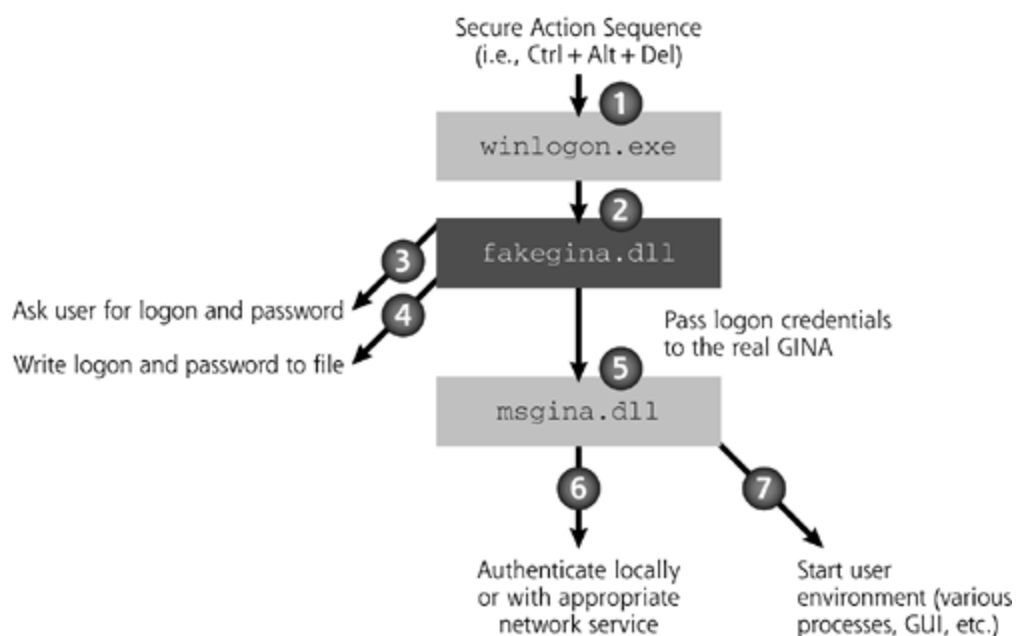 Secure Action Sequence
(i.e., Ctrl + Alt + Del)
1
winlogon.exe
2
fakegina.dll
3
Ask user for logon and password
4
Write logon and password to file
Pass logon credentials
to the real GINA
5
msgina.dll
6
7
Authenticate locally
or with appropriate
network service
Start user
environment (various
processes, GUI, etc.)